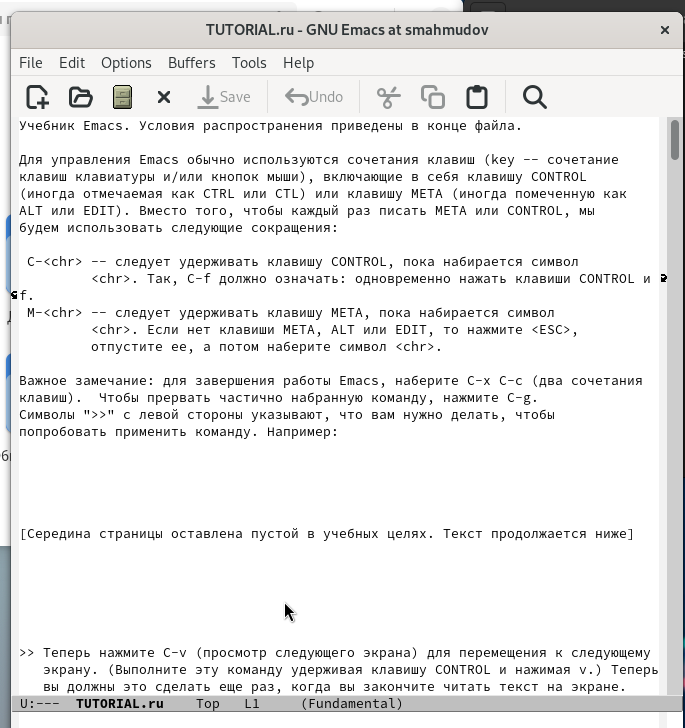 TUTORIAL.ru - GNU Emacs at smahmudov
File Edit Options Buffers Tools Help
Save Undo
Учебник Emacs. Условия распространения приведены в конце файла.
Для управления Emacs обычно используются сочетания клавиш (key -- сочетание
клавиш клавиатуры и/или кнопок мыши), включающие в себя клавишу CONTROL
(иногда отмечаемая как CTRL или CTL) или клавишу META (иногда помеченную как
ALT или EDIT). Вместо того, чтобы каждый раз писать META или CONTROL, мы
будем использовать следующие сокращения:
C-<chr> -- следует удерживать клавишу CONTROL, пока набирается символ
<chr>. Так, C-f должно означать: одновременно нажать клавиши CONTROL и
f.
M-<chr> -- следует удерживать клавишу META, пока набирается символ
<chr>. Если нет клавиши META, ALT или EDIT, то нажмите <ESC>,
отпустите ее, а потом наберите символ <chr>.
Важное замечание: для завершения работы Emacs, наберите C-x C-c (два сочетания
клавиш).  Чтобы прервать частично набранную команду, нажмите C-g.
Символы ">>" с левой стороны указывают, что вам нужно делать, чтобы
попробовать применить команду. Например:
[Середина страницы оставлена пустой в учебных целях. Текст продолжается ниже]
>> Теперь нажмите C-v (просмотр следующего экрана) для перемещения к следующему
экрану. (Выполните эту команду удерживая клавишу CONTROL и нажимая v.) Теперь
вы должны это сделать еще раз, когда вы закончите читать текст на экране.
U:--- TUTORIAL.ru Top L1 (Fundamental)